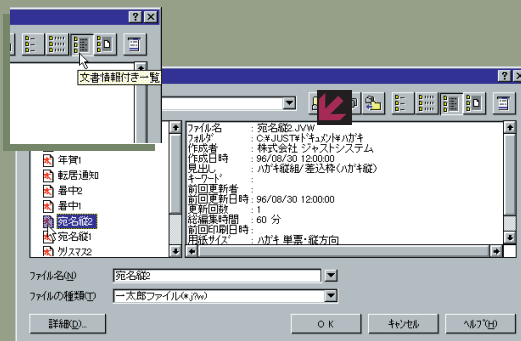 文書情報付き一覧
年賀1
転居通知
暑中2
暑中1
宛名縦2
宛名縦1
クリスマス2
ファイル名 : 宛名縦2.JVW
フォルダ : C:¥JUST¥ドキュメント¥ハガキ
作成者 : 株式会社 ジャストシステム
作成日時 : 96/08/30 12:00:00
見出し : ハガキ縦組/差込枠(ハガキ縦)
キーワード :
前回更新者 :
前回更新日時 : 96/08/30 12:00:00
更新回数 : 1
総編集時間 : 60 分
前回印刷日時 :
用紙サイズ : ハガキ 単票・縦方向
ファイル名(N) 宛名縦2
ファイルの種類(T) 一太郎ファイル(*.j?w)
詳細(D)... OK キャンセル ヘルプ(H)